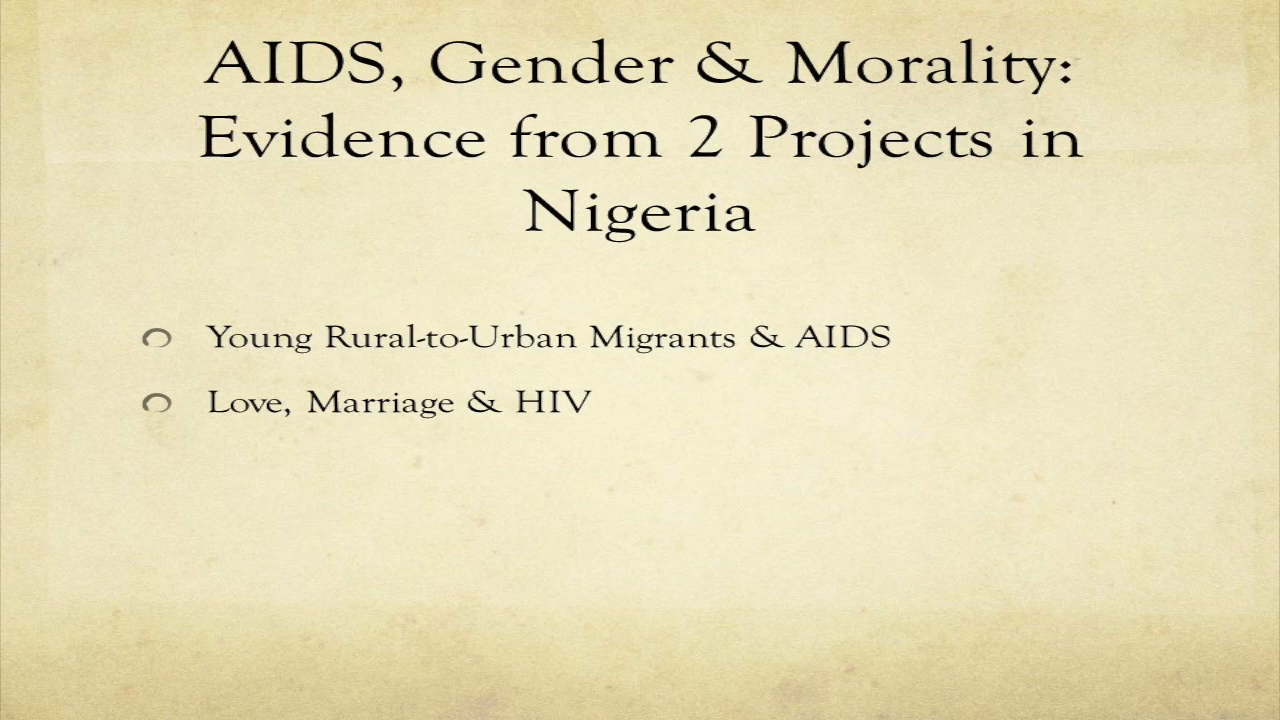 AIDS, Gender & Morality:
Evidence from 2 Projects in
Nigeria
Young Rural-to-Urban Migrants & AIDS
Love, Marriage & HIV